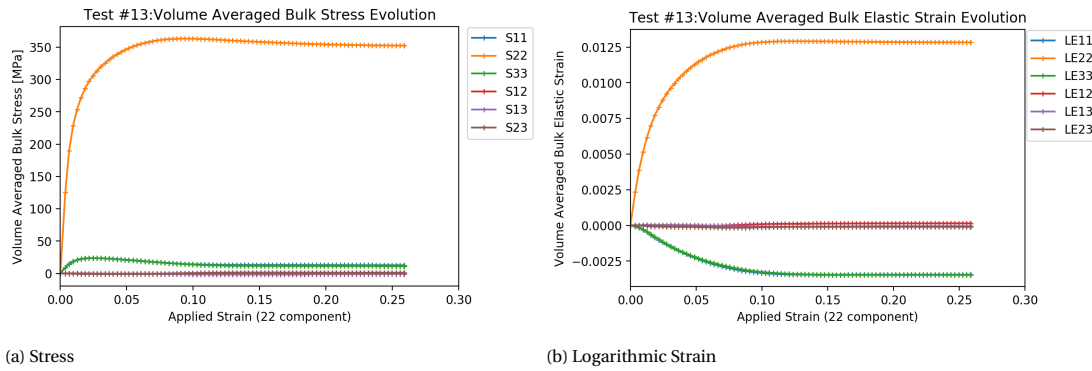 Test #13:Volume Averaged Bulk Stress Evolution
Volume Averaged Bulk Stress [MPa]
350
300
250
200
150
100
50
0
0.00 0.05 0.10 0.15 0.20 0.25 0.30
Applied Strain (22 component)
S11
S22
S33
S12
S13
S23
(a) Stress
Test #13:Volume Averaged Bulk Elastic Strain Evolution
Volume Averaged Bulk Elastic Strain
0.0125
0.0100
0.0075
0.0050
0.0025
0.0000
−0.0025
0.00 0.05 0.10 0.15 0.20 0.25 0.30
Applied Strain (22 component)
LE11
LE22
LE33
LE12
LE13
LE23
(b) Logarithmic Strain